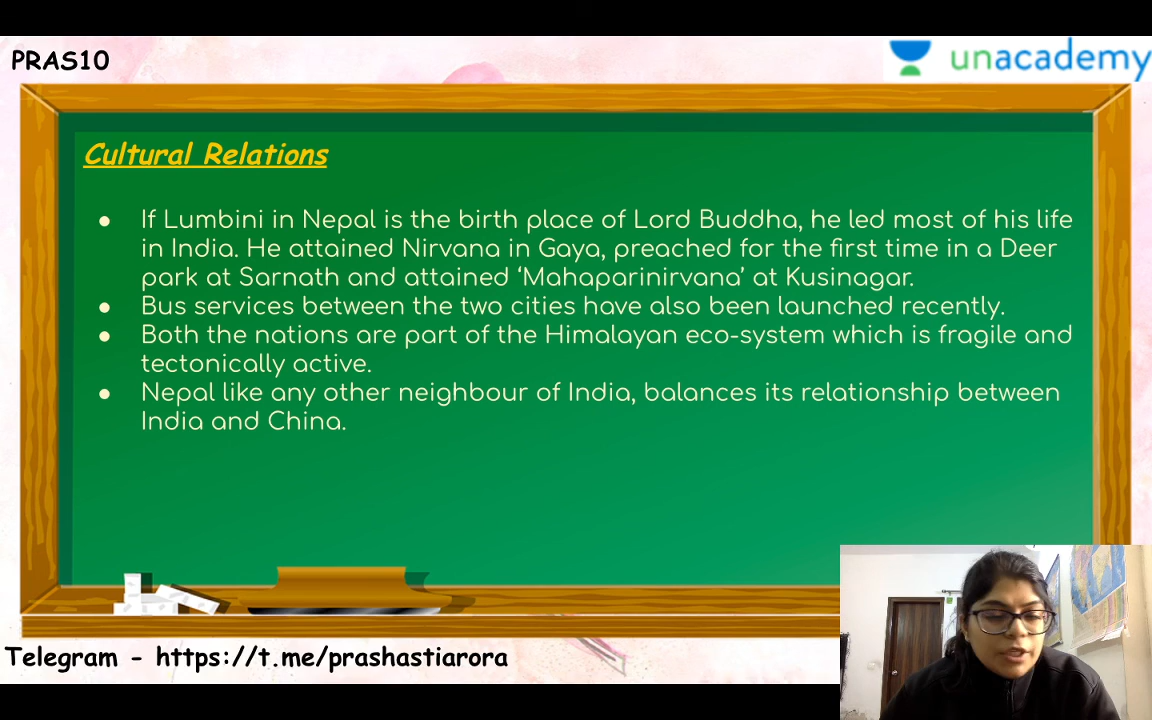 PRAS10
unacademy
Cultural Relations
● If Lumbini in Nepal is the birth place of Lord Buddha, he led most of his life
in India. He attained Nirvana in Gaya, preached for the first time in a Deer
park at Sarnath and attained ‘Mahaparinirvana’ at Kusinagar.
● Bus services between the two cities have also been launched recently.
● Both the nations are part of the Himalayan eco-system which is fragile and
tectonically active.
● Nepal like any other neighbour of India, balances its relationship between
India and China.
Telegram - https://t.me/prashastiarora